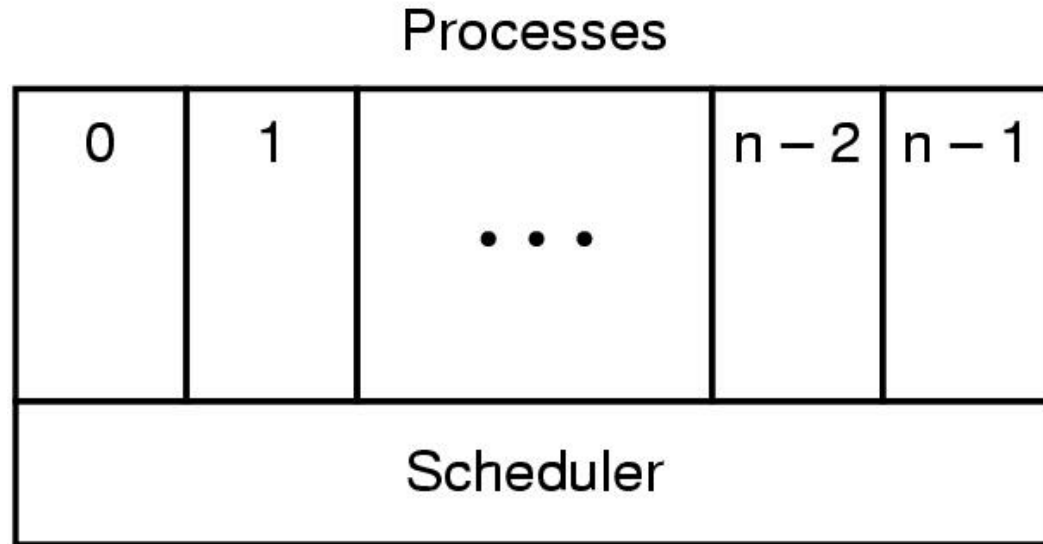 Processes
0 1 • • • n – 2 n – 1
Scheduler